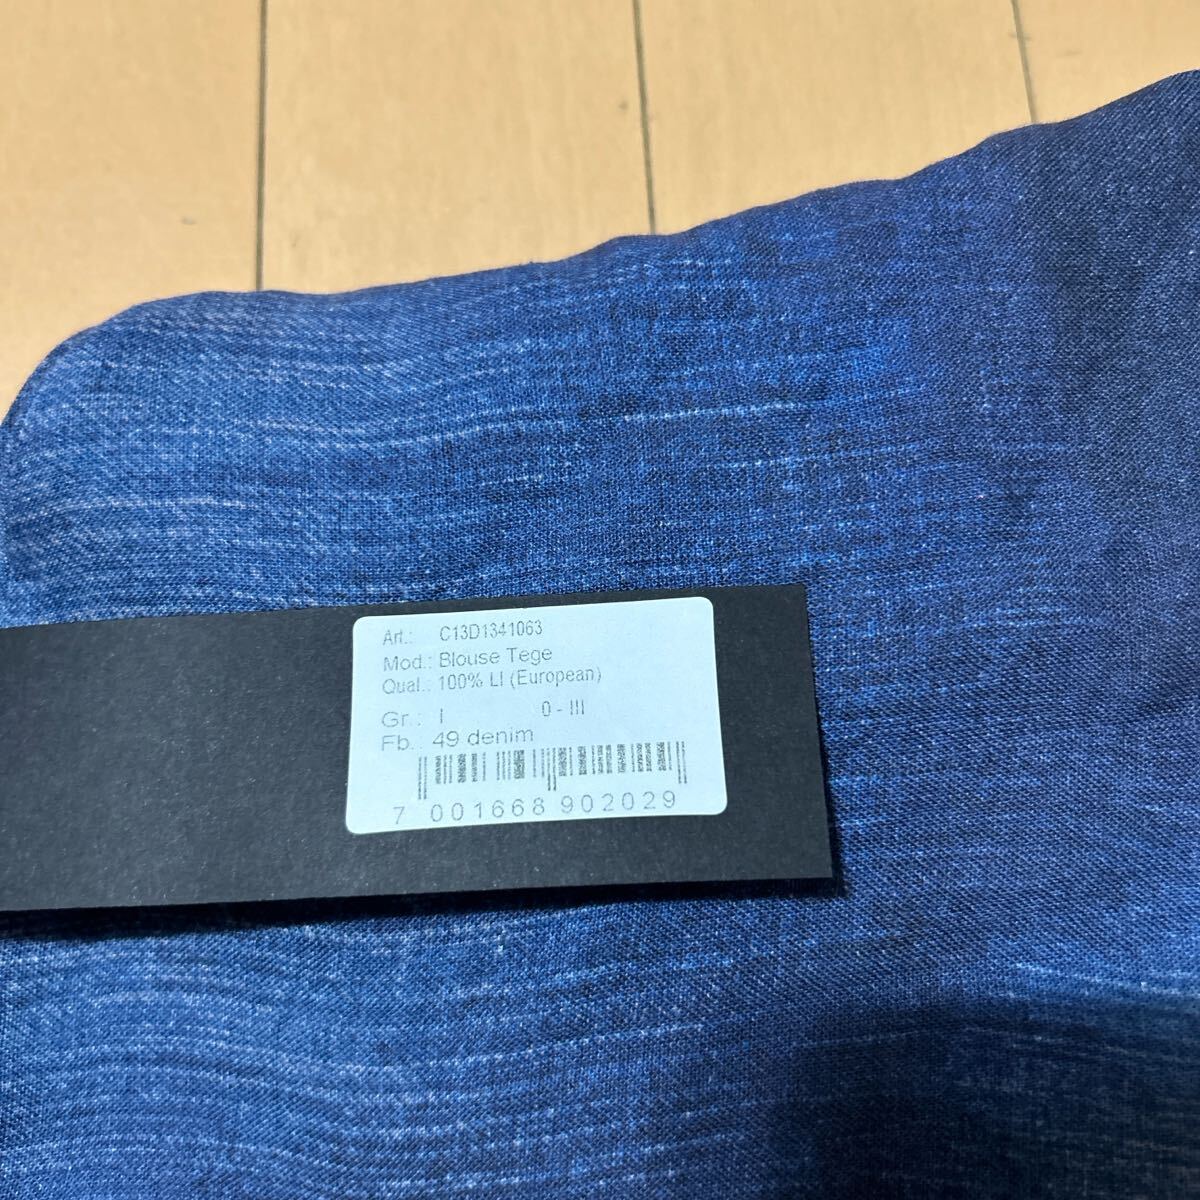 Art.: C13D1341063
Mod.: Blouse Tege
Qual.: 100% LI (European)
Gr.: I 0 - III
Fb.: 49 denim
7 001668 902029